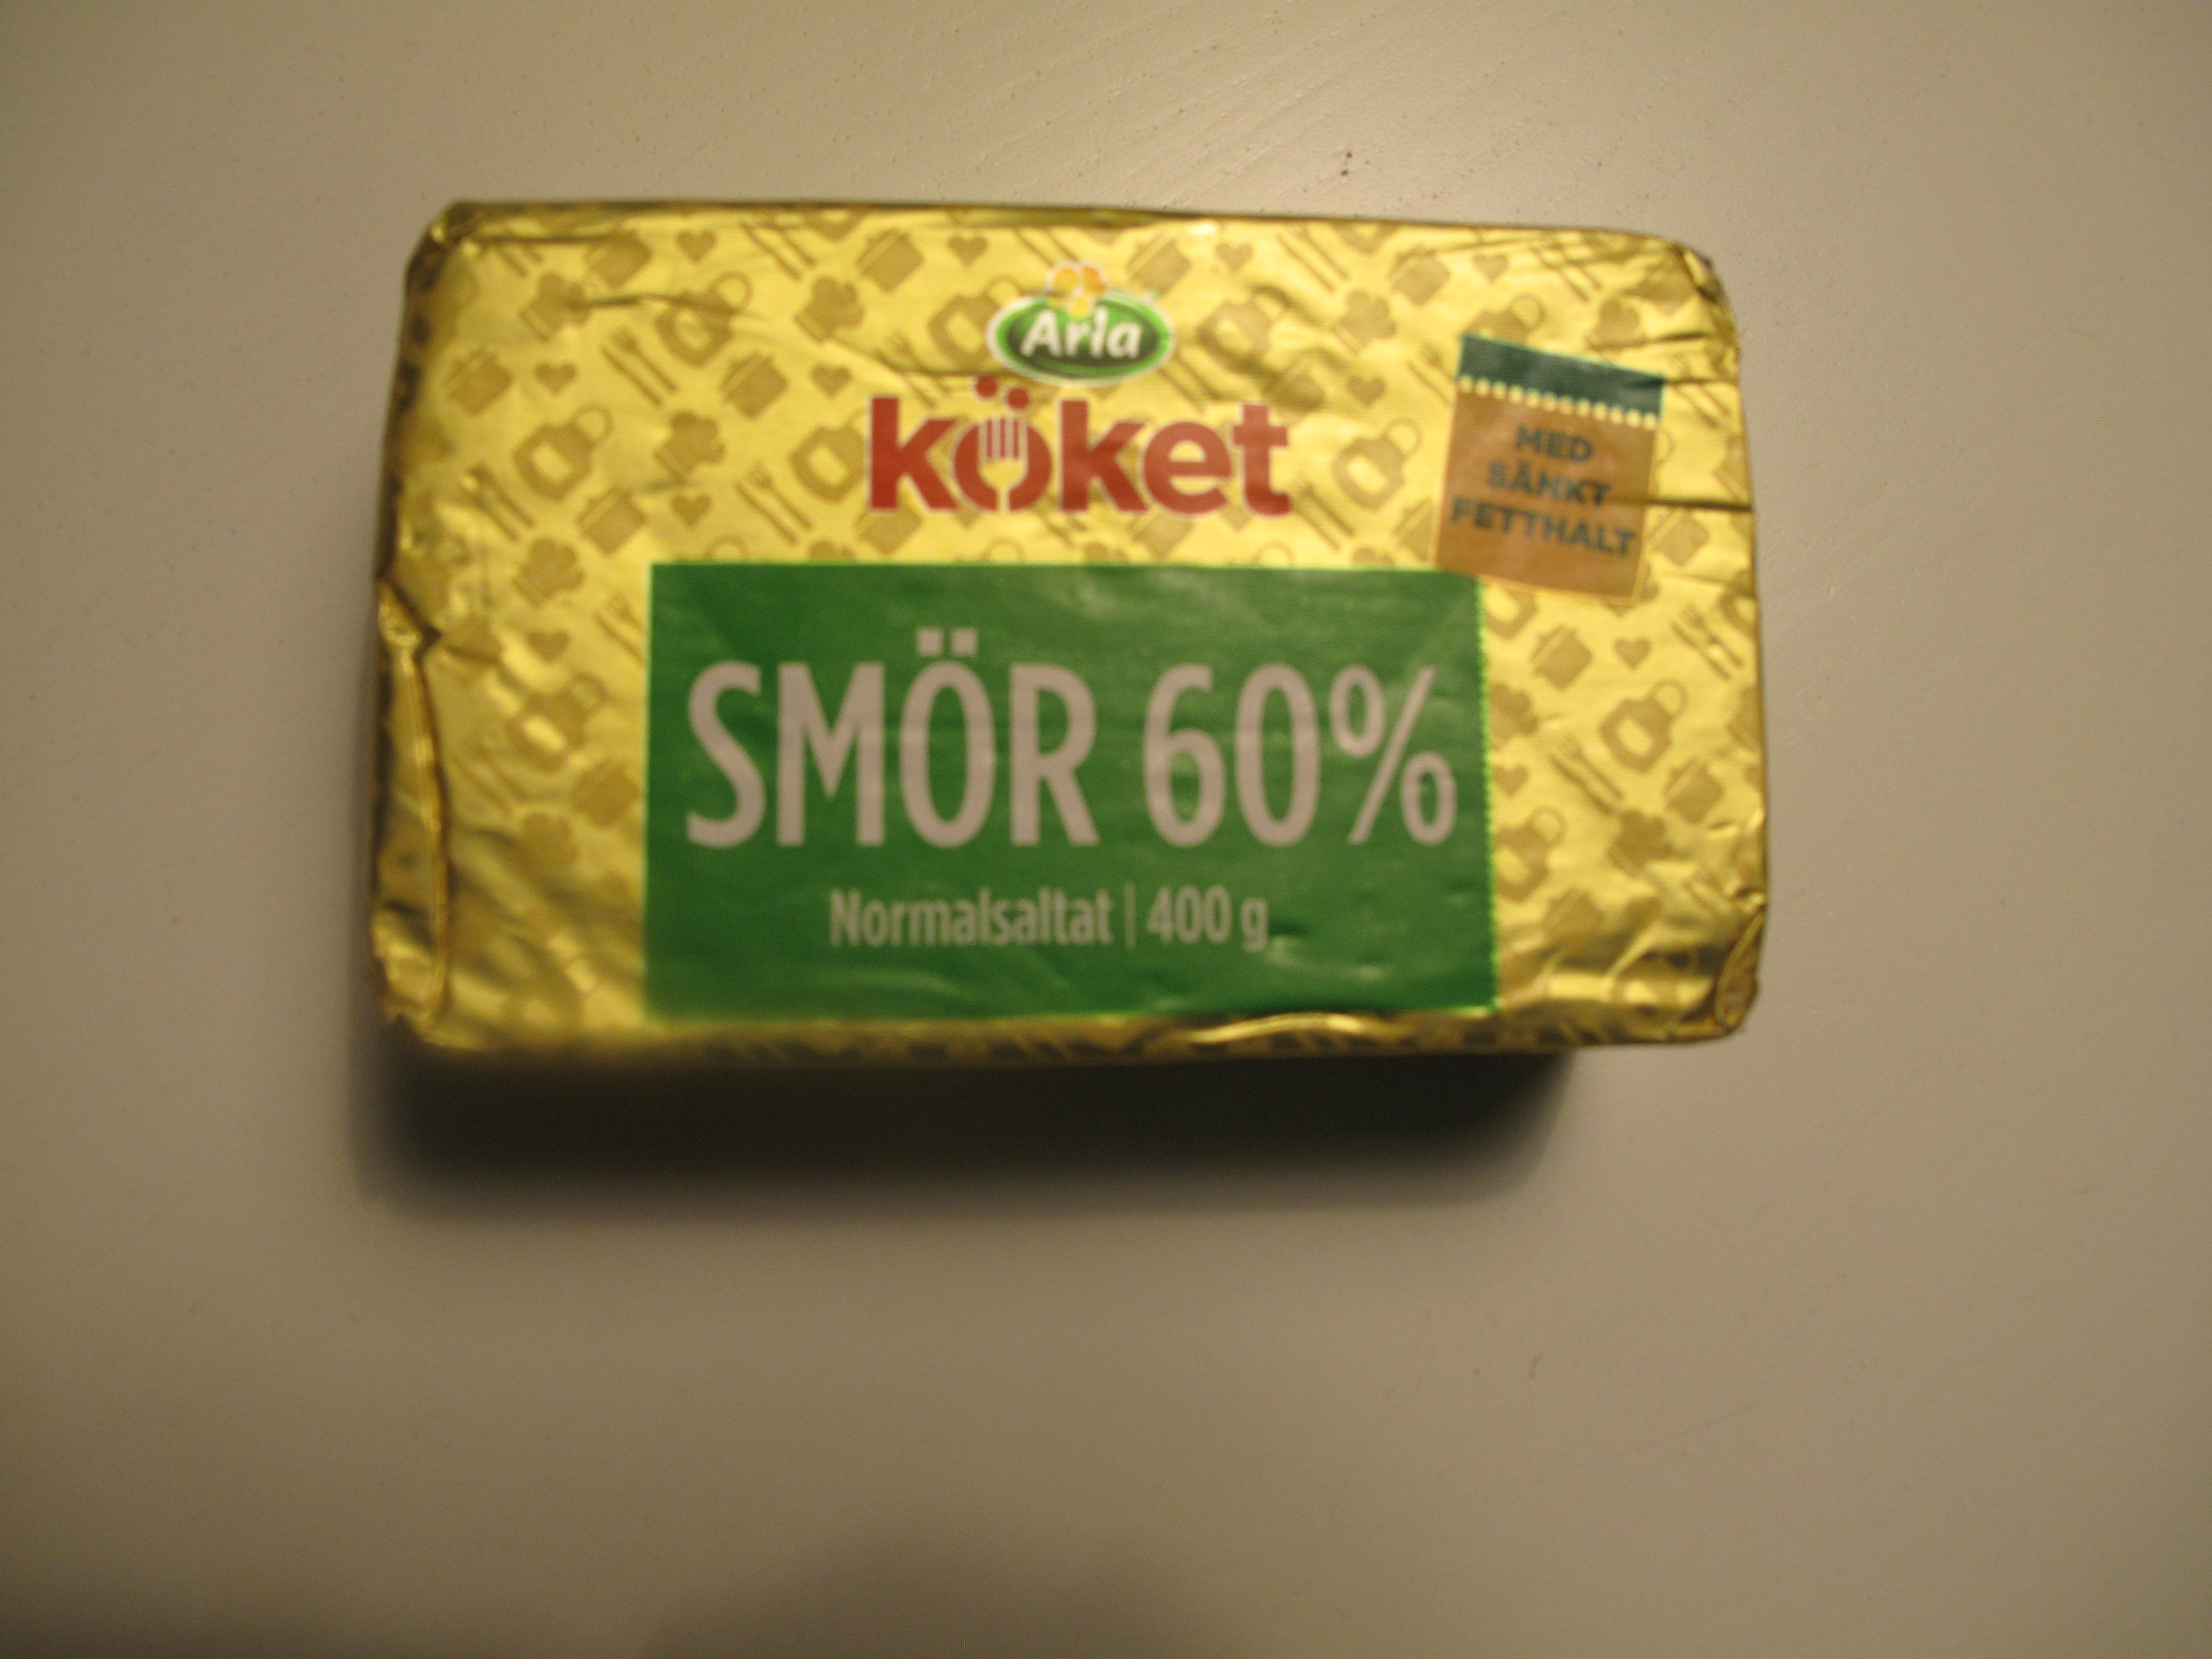 Arla
köket
MED
SÄNKT
FETTHALT
SMÖR 60%
Normalsaltat | 400 g